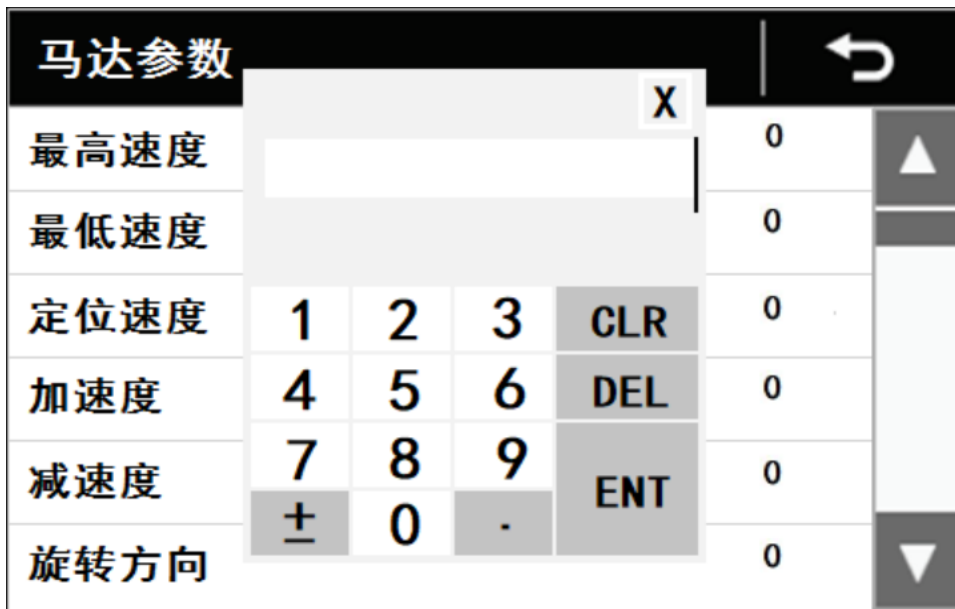 马达参数
X
最高速度 0
最低速度 0
定位速度 0
加速度 0
减速度 0
旋转方向 0
1 2 3 CLR
4 5 6 DEL
7 8 9 ENT
± 0 .